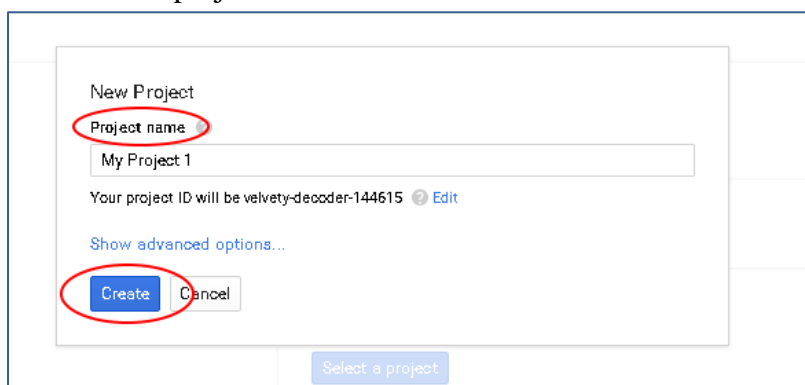 New Project
Project name
My Project 1
Your project ID will be velvety-decoder-144615 Edit
Show advanced options...
Create Cancel
Select a project